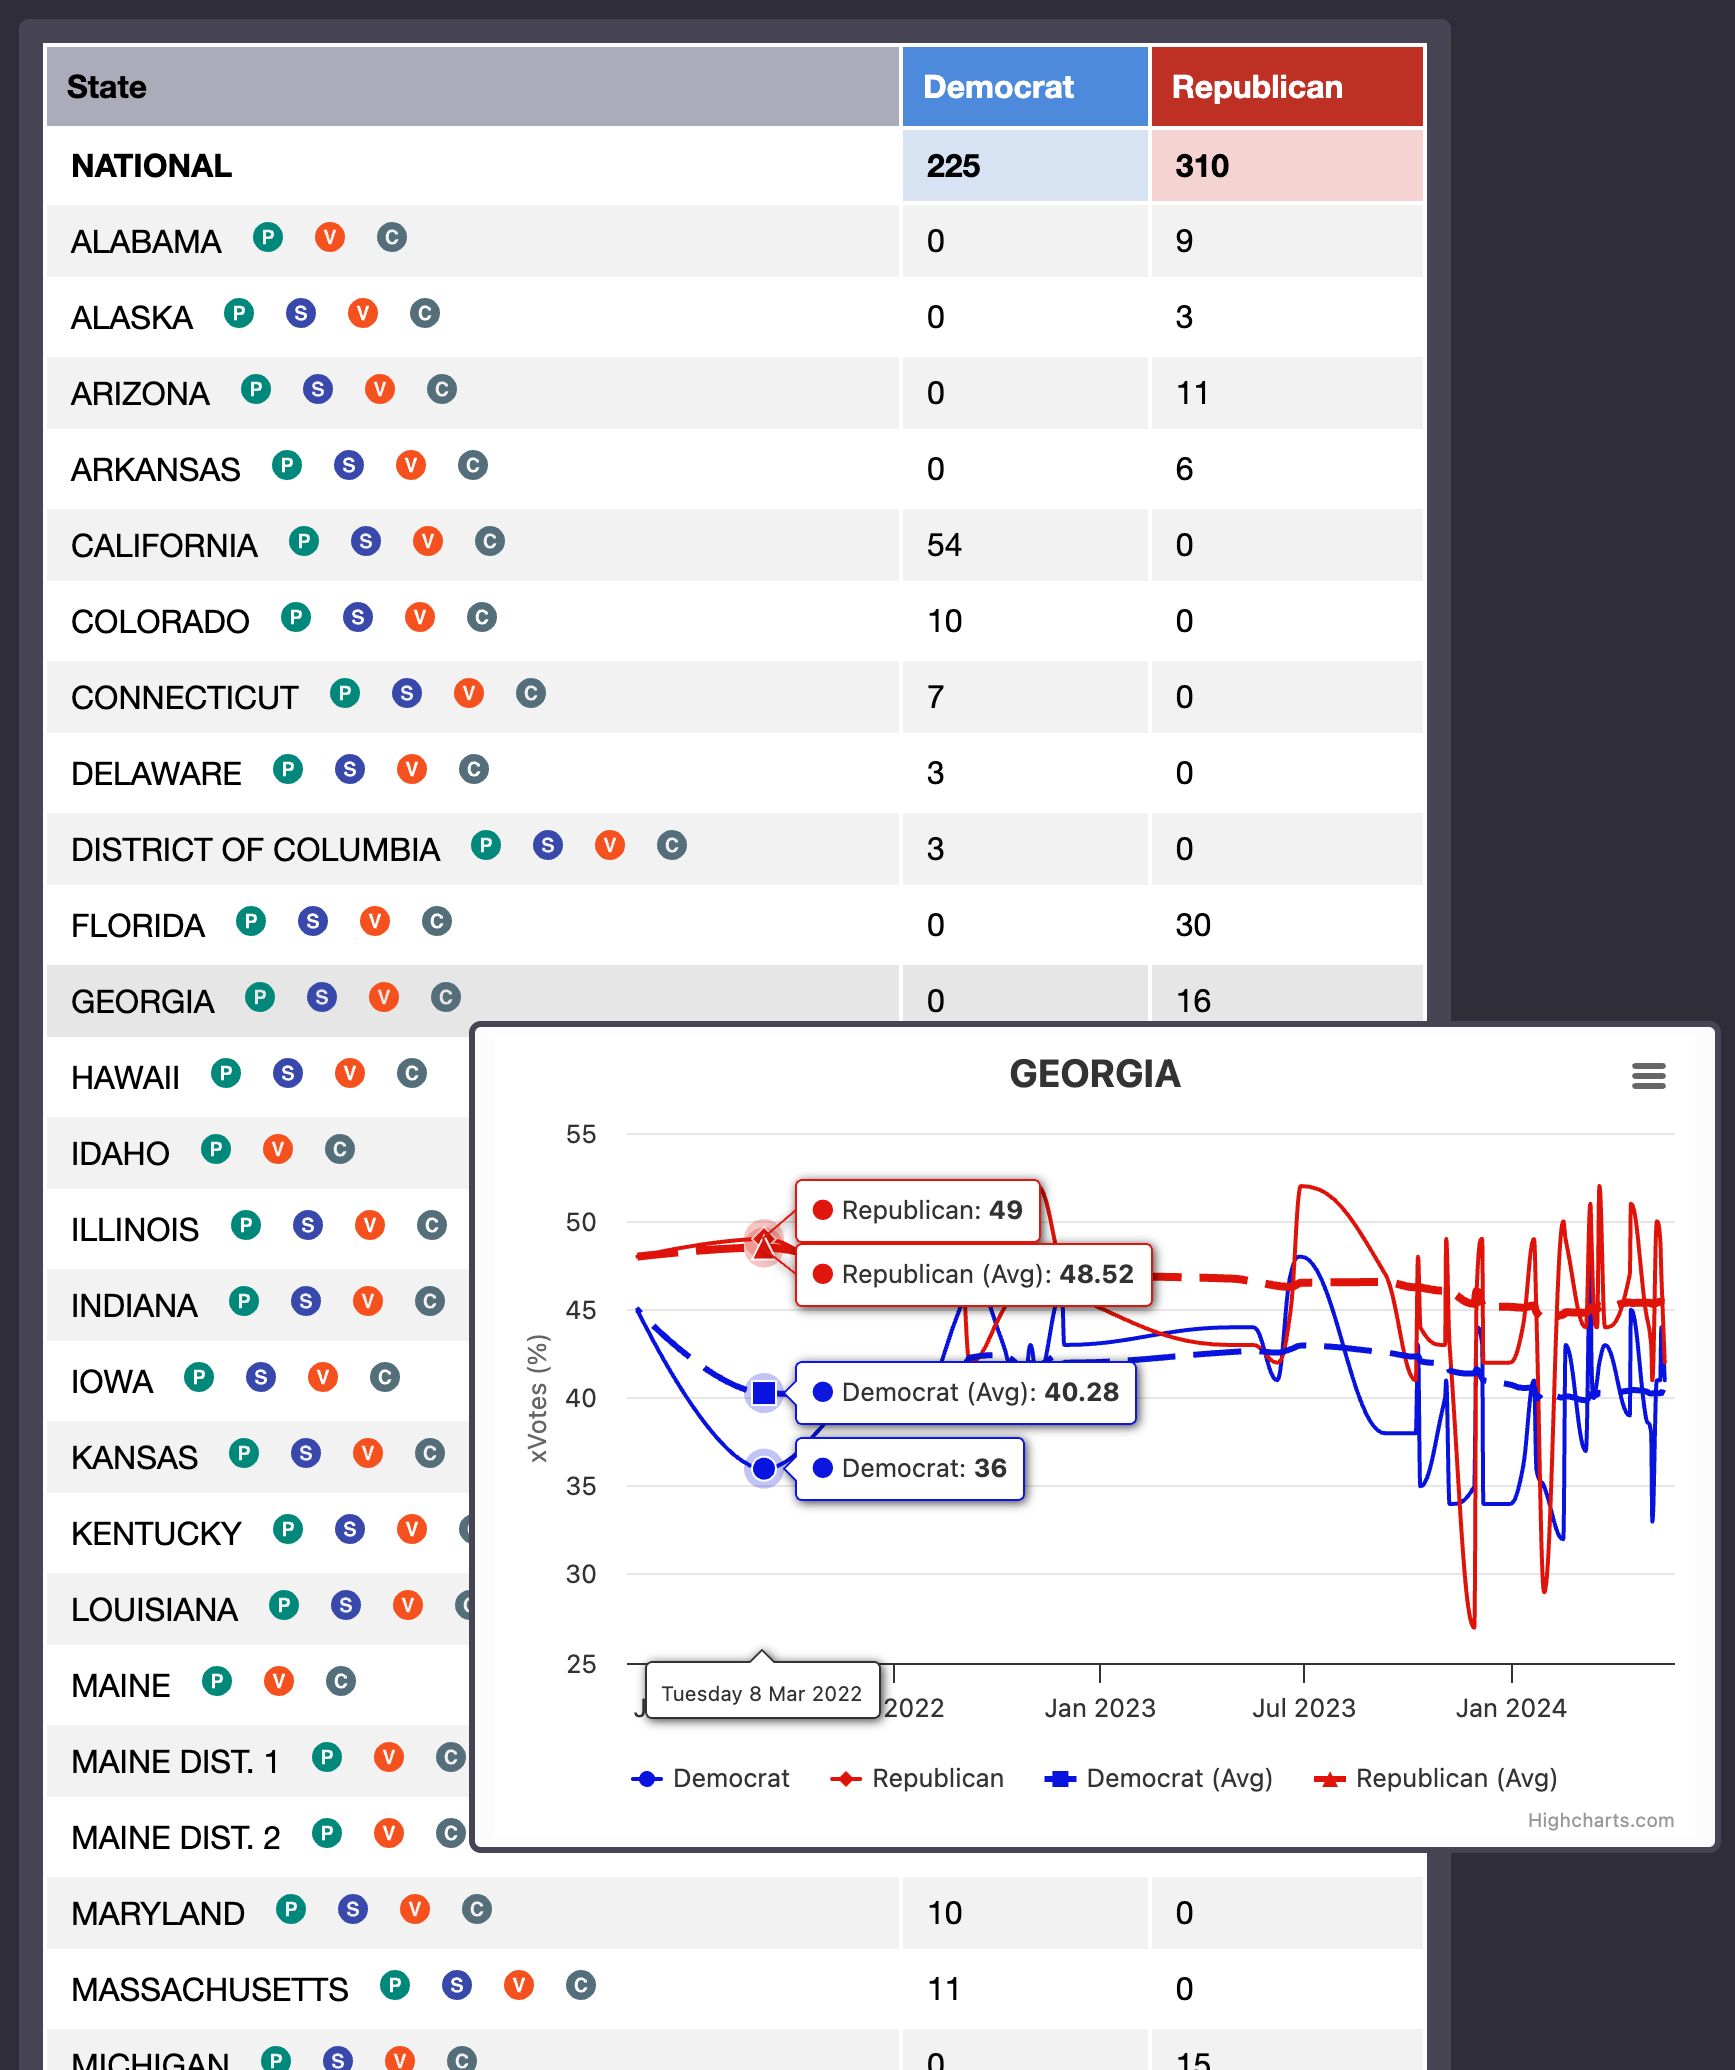 State Democrat Republican
NATIONAL 225 310
ALABAMA P V C 0 9
ALASKA P S V C 0 3
ARIZONA P S V C 0 11
ARKANSAS P S V C 0 6
CALIFORNIA P S V C 54 0
COLORADO P S V C 10 0
CONNECTICUT P S V C 7 0
DELAWARE P S V C 3 0
DISTRICT OF COLUMBIA P S V C 3 0
FLORIDA P S V C 0 30
GEORGIA P S V C 0 16
HAWAII P S V C
IDAHO P V C
ILLINOIS P S V C
INDIANA P S V C
IOWA P S V C
KANSAS P S V C
KENTUCKY P S V
LOUISIANA P S V
MAINE P V C
MAINE DIST. 1 P V C
MAINE DIST. 2 P V C
MARYLAND P S V C 10 0
MASSACHUSETTS P S V C 11 0
MICHIGAN P S V C 0 15
GEORGIA
xVotes (%)
55
50
45
40
35
30
25
Republican: 49
Republican (Avg): 48.52
Democrat (Avg): 40.28
Democrat: 36
Tuesday 8 Mar 2022
2022 Jan 2023 Jul 2023 Jan 2024
Democrat Republican Democrat (Avg) Republican (Avg)
Highcharts.com